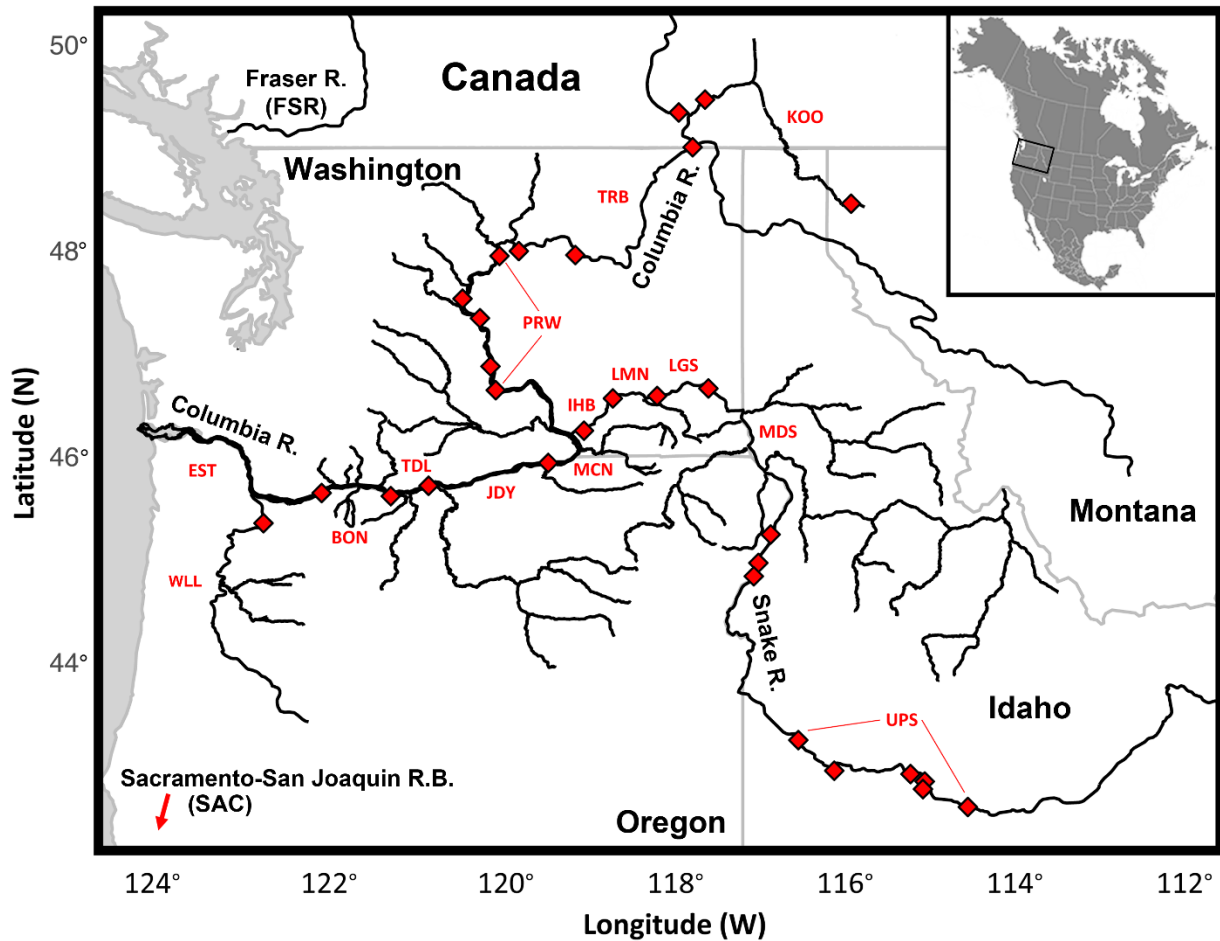 50°
48°
46°
44°
Latitude (N)
Fraser R.
(FSR)
Canada
KOO
Washington
TRB
Columbia R.
PRW
LMN
LGS
IHB
MDS
Columbia R.
EST
TDL
MCN
JDY
BON
Montana
WLL
Snake R.
UPS
Idaho
Sacramento-San Joaquin R.B.
(SAC)
Oregon
124° 122° 120° 118° 116° 114° 112°
Longitude (W)